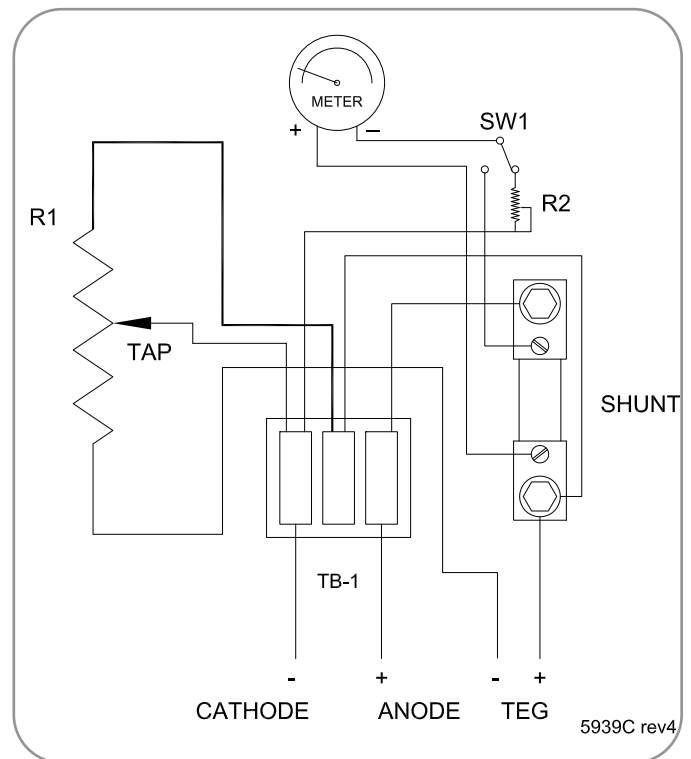 METER
+
–
SW1
R2
R1
TAP
SHUNT
TB-1
- + - +
CATHODE ANODE TEG
5939C rev4